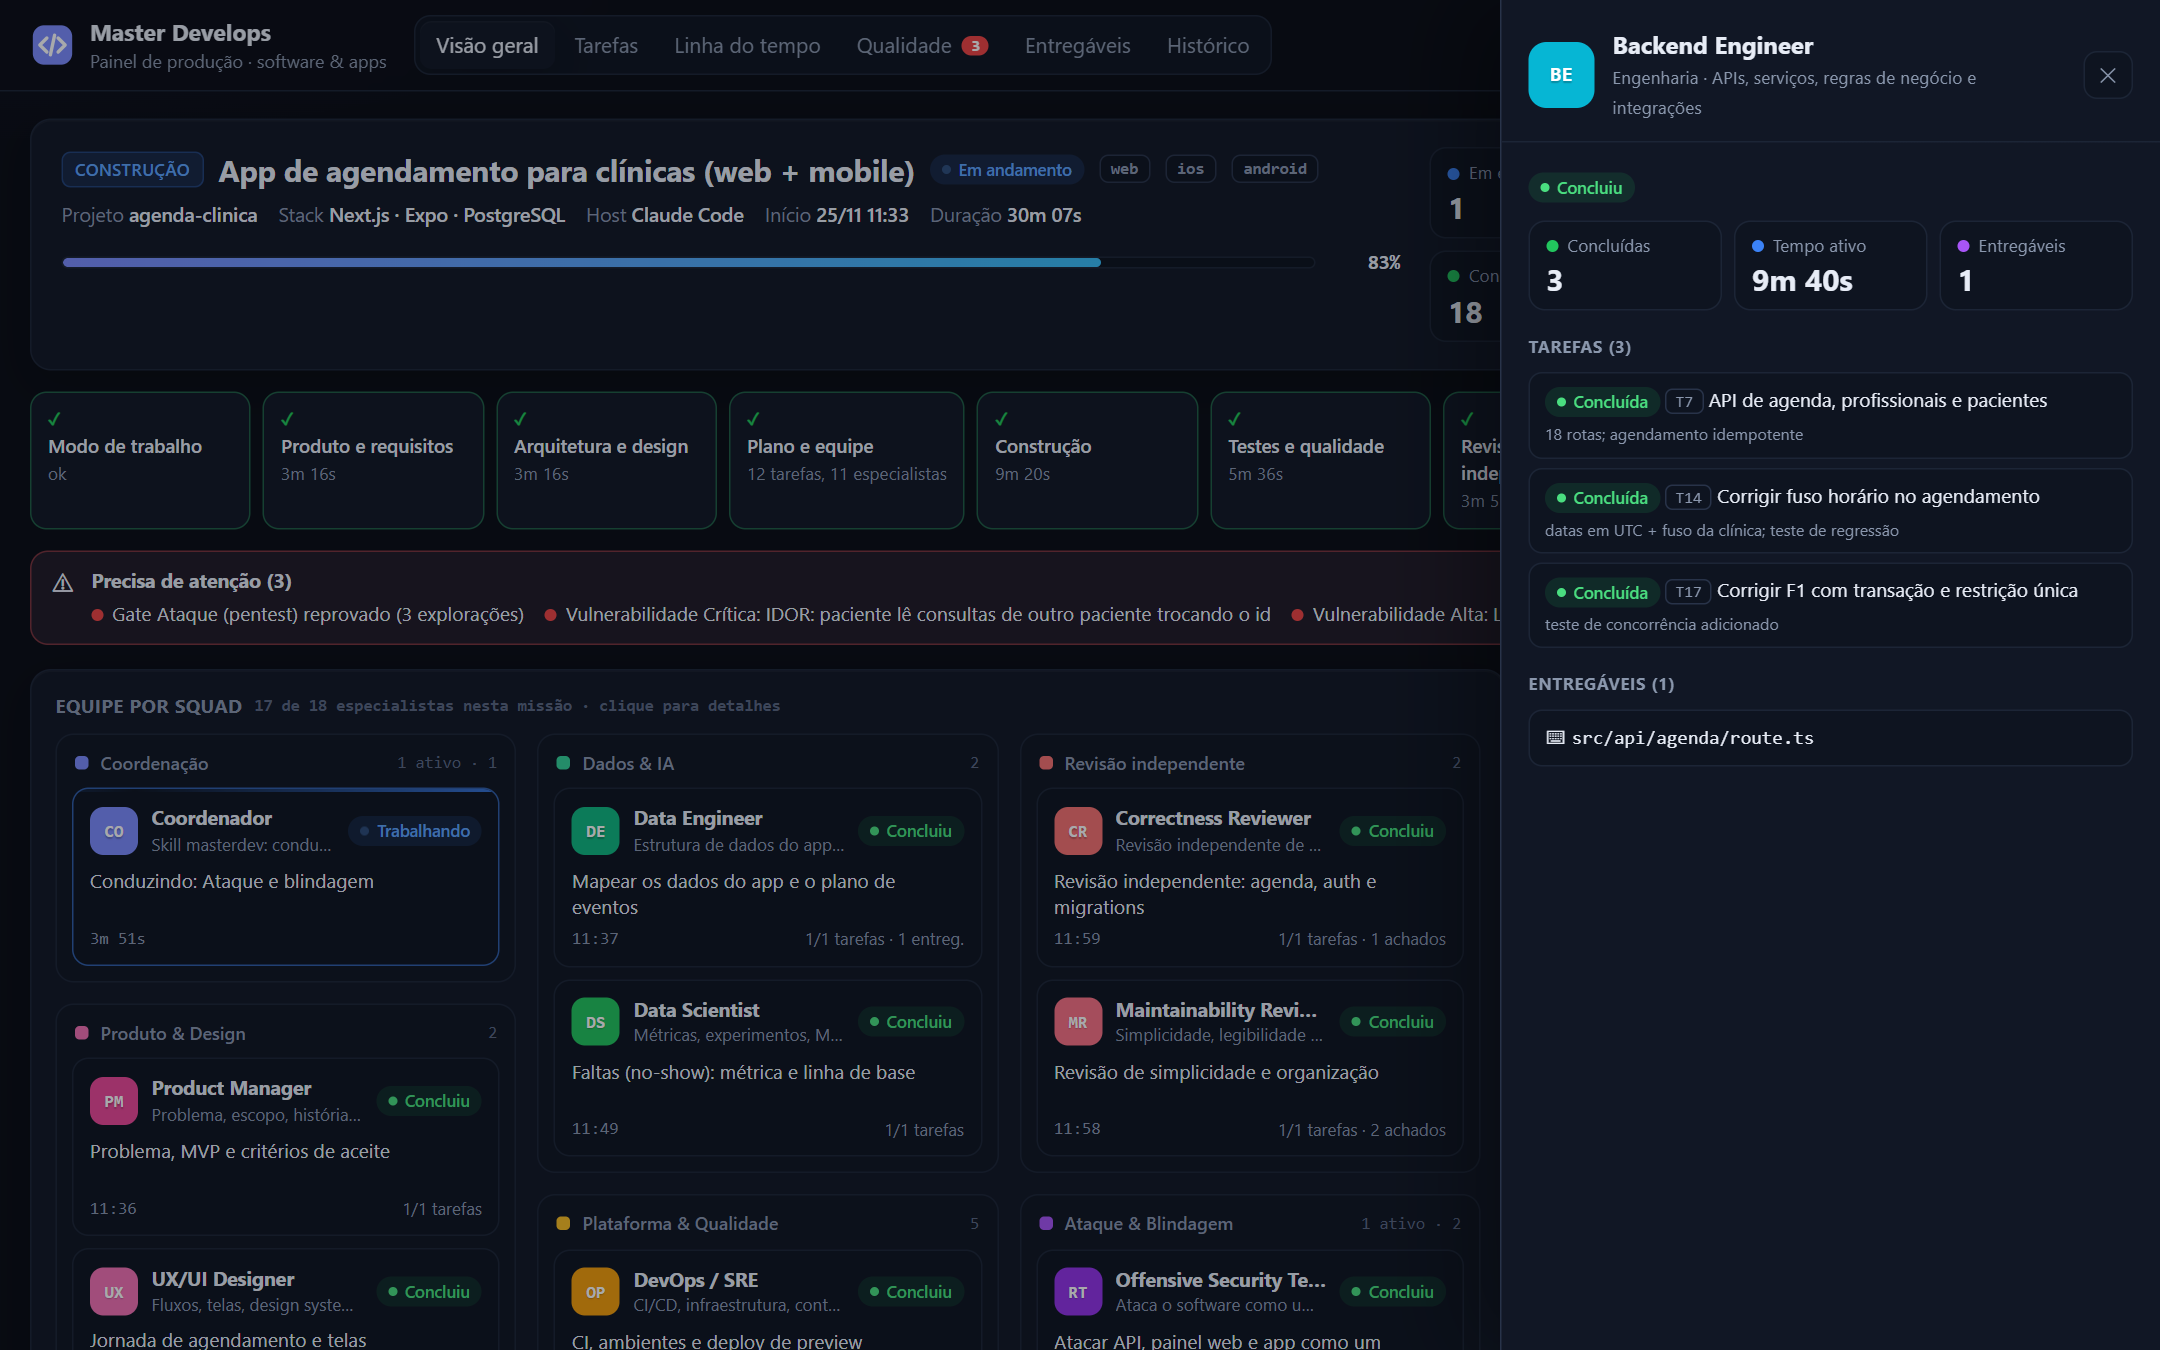 Master Develops
Painel de produção · software & apps
Visão geral
Tarefas
Linha do tempo
Qualidade 3
Entregáveis
Histórico
CONSTRUÇÃO
App de agendamento para clínicas (web + mobile)
Em andamento
web
ios
android
Projeto agenda-clinica
Stack Next.js · Expo · PostgreSQL
Host Claude Code
Início 25/11 11:33
Duração 30m 07s
83%
Em
1
Con
18
✓
Modo de trabalho
ok
✓
Produto e requisitos
3m 16s
✓
Arquitetura e design
3m 16s
✓
Plano e equipe
12 tarefas, 11 especialistas
✓
Construção
9m 20s
✓
Testes e qualidade
5m 36s
✓
Revis
inde
3m 5
Precisa de atenção (3)
Gate Ataque (pentest) reprovado (3 explorações)
Vulnerabilidade Crítica: IDOR: paciente lê consultas de outro paciente trocando o id
Vulnerabilidade Alta: L
EQUIPE POR SQUAD 17 de 18 especialistas nesta missão · clique para detalhes
Coordenação
1 ativo · 1
CO
Coordenador
Skill masterdev: condu...
Trabalhando
Conduzindo: Ataque e blindagem
3m 51s
Produto & Design
2
PM
Product Manager
Problema, escopo, história...
Concluiu
Problema, MVP e critérios de aceite
11:36
1/1 tarefas
UX
UX/UI Designer
Fluxos, telas, design syste...
Concluiu
Jornada de agendamento e telas
Dados & IA
2
DE
Data Engineer
Estrutura de dados do app...
Concluiu
Mapear os dados do app e o plano de
eventos
11:37
1/1 tarefas · 1 entreg.
DS
Data Scientist
Métricas, experimentos, M...
Concluiu
Faltas (no-show): métrica e linha de base
11:49
1/1 tarefas
Plataforma & Qualidade
5
OP
DevOps / SRE
CI/CD, infraestrutura, cont...
Concluiu
CI, ambientes e deploy de preview
Revisão independente
2
CR
Correctness Reviewer
Revisão independente de ...
Concluiu
Revisão independente: agenda, auth e
migrations
11:59
1/1 tarefas · 1 achados
MR
Maintainability Revi...
Simplicidade, legibilidade ...
Concluiu
Revisão de simplicidade e organização
11:58
1/1 tarefas · 2 achados
Ataque & Blindagem
1 ativo · 2
RT
Offensive Security Te...
Ataca o software como u...
Concluiu
Atacar API, painel web e app como um
BE
Backend Engineer
Engenharia · APIs, serviços, regras de negócio e
integrações
Concluiu
Concluídas
3
Tempo ativo
9m 40s
Entregáveis
1
TAREFAS (3)
Concluída T7 API de agenda, profissionais e pacientes
18 rotas; agendamento idempotente
Concluída T14 Corrigir fuso horário no agendamento
datas em UTC + fuso da clínica; teste de regressão
Concluída T17 Corrigir F1 com transação e restrição única
teste de concorrência adicionado
ENTREGÁVEIS (1)
src/api/agenda/route.ts